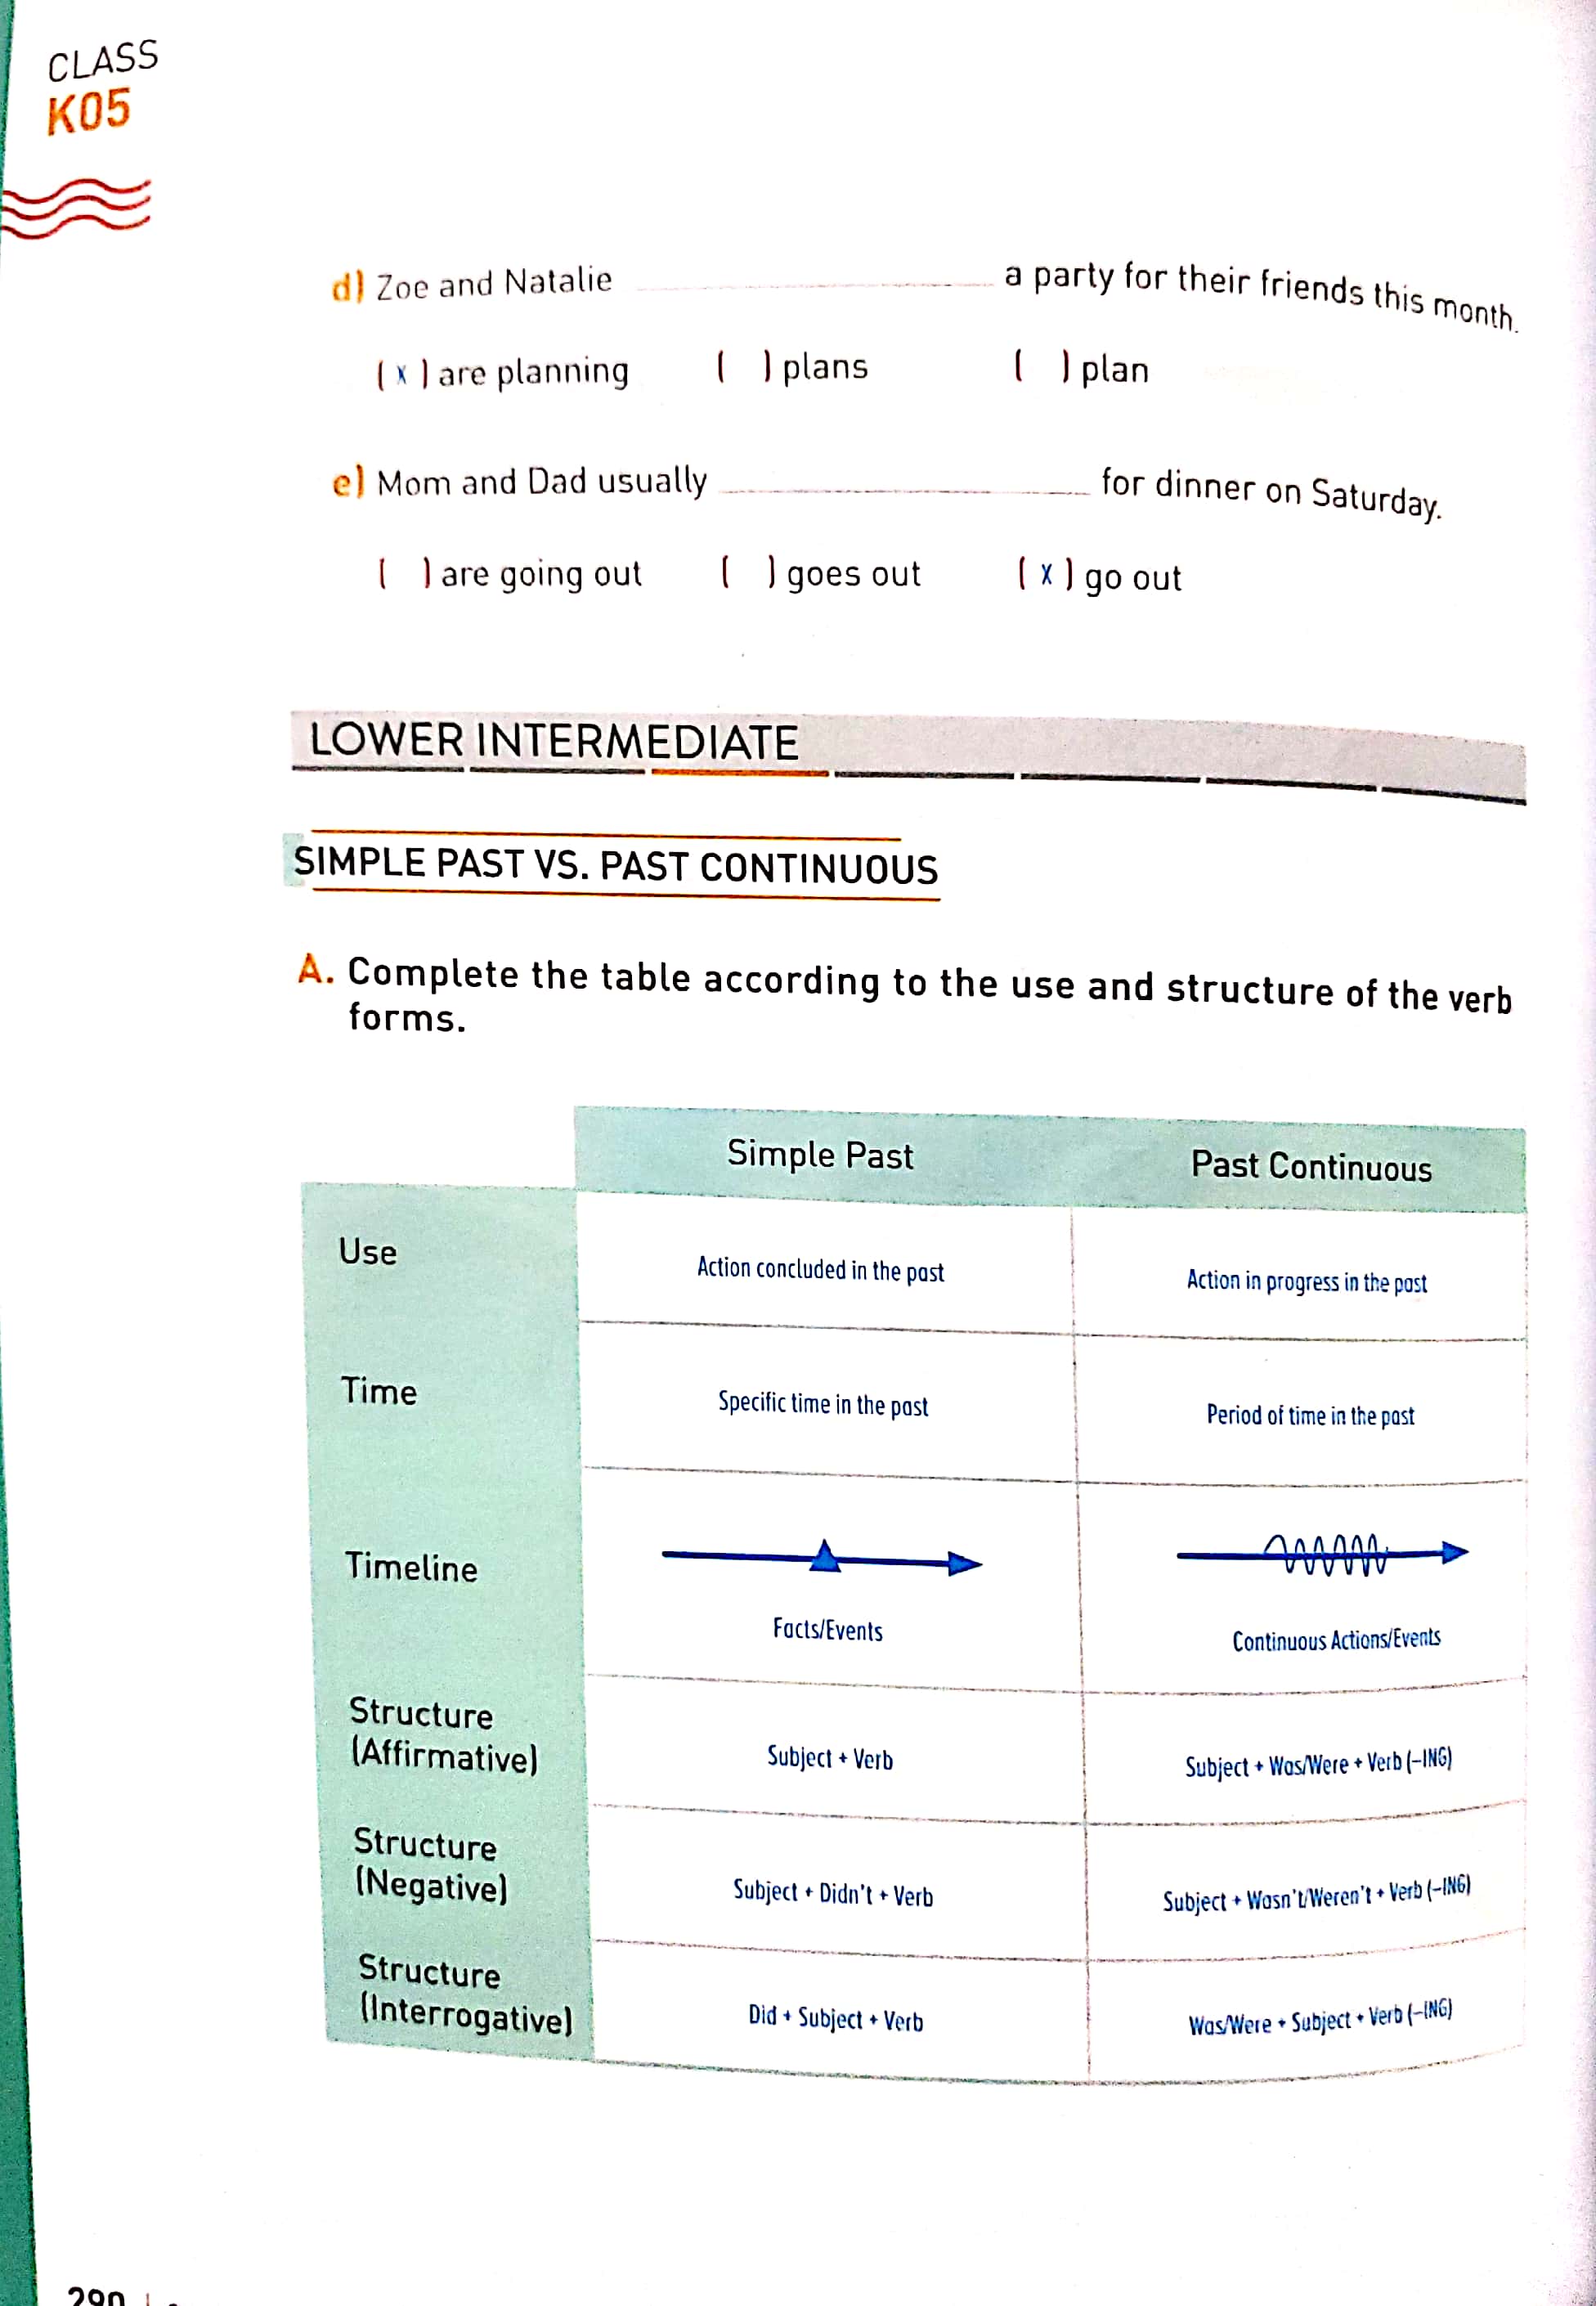 CLASS
K05
d) Zoe and Natalie ____ a party for their friends this month.
( x ) are planning ( ) plans ( ) plan
e) Mom and Dad usually ____ for dinner on Saturday.
( ) are going out ( ) goes out ( x ) go out
LOWER INTERMEDIATE
SIMPLE PAST VS. PAST CONTINUOUS
A. Complete the table according to the use and structure of the verb
forms.
Simple Past Past Continuous
Use Action concluded in the past Action in progress in the past
Time Specific time in the past Period of time in the past
Timeline
Facts/Events Continuous Actions/Events
Structure
(Affirmative) Subject + Verb Subject + Was/Were + Verb (-ING)
Structure
(Negative) Subject + Didn't + Verb Subject + Wasn't/Weren't + Verb (-ING)
Structure
(Interrogative) Did + Subject + Verb Was/Were + Subject + Verb (-ING)